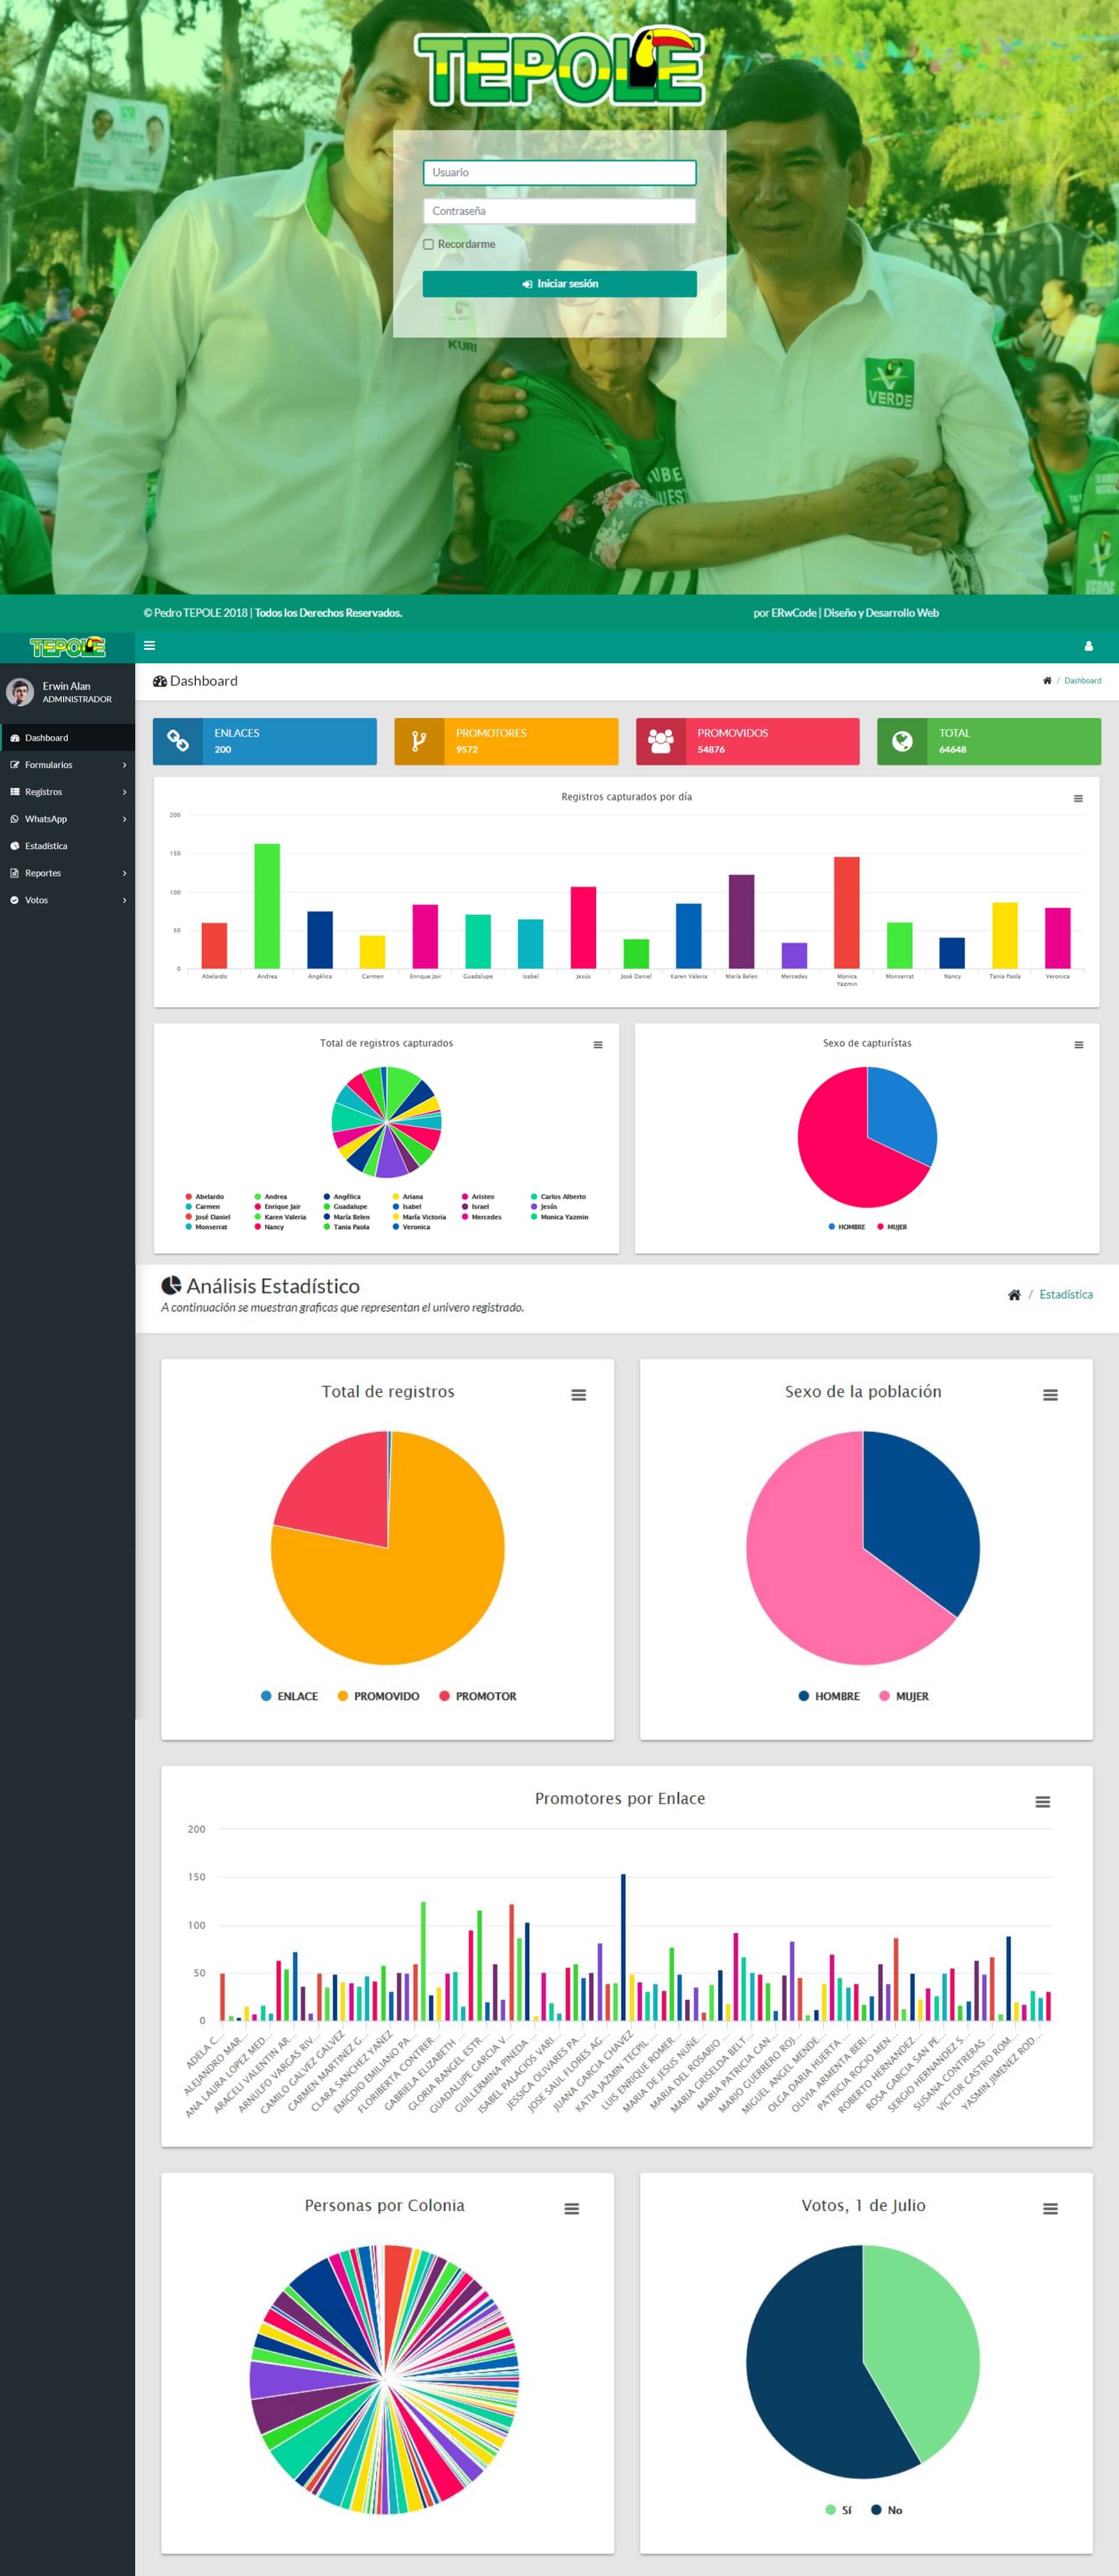 TEPOLE
Usuario
Contraseña
Recordarme
Iniciar sesión
KURI
VERDE
© Pedro TEPOLE 2018 | Todos los Derechos Reservados.
por ERwCode | Diseño y Desarrollo Web
TEPOLE
Erwin Alan
ADMINISTRADOR
Dashboard
Formularios
Registros
WhatsApp
Estadística
Reportes
Votos
Dashboard
/ Dashboard
ENLACES
200
PROMOTORES
9572
PROMOVIDOS
54876
TOTAL
64648
Registros capturados por día
200
150
100
50
0
Abelardo Andrea Angélica Carmen Enrique Jair Guadalupe Isabel Jesús José Daniel Karen Valeria María Belen Mercedes Monica Yazmin Monserrat Nancy Tania Paola Veronica
Total de registros capturados
Abelardo Andrea Angélica Ariana Aristeo Carlos Alberto
Carmen Enrique Jair Guadalupe Isabel Israel Jesús
José Daniel Karen Valeria María Belen María Victoria Mercedes Monica Yazmin
Monserrat Nancy Tania Paola Veronica
Sexo de capturístas
HOMBRE MUJER
Análisis Estadístico
A continuación se muestran graficas que representan el univero registrado.
/ Estadística
Total de registros
ENLACE PROMOVIDO PROMOTOR
Sexo de la población
HOMBRE MUJER
Promotores por Enlace
200
150
100
50
0
ADELA C...
ALEJANDRO MAR...
ANA LAURA LOPEZ MED...
ARACELI VALENTIN AR...
ARNULFO VARGAS RIV...
CAMILO GALVEZ GALVEZ
CARMEN MARTINEZ G...
CLARA SANCHEZ YAÑEZ
EMIGDIO EMILIANO PA...
FLORIBERTA CONTRER...
GABRIELA ELIZABETH ...
GLORIA RANGEL ESTR...
GUADALUPE GARCIA V...
GUILLERMINA PINEDA ...
ISABEL PALACIOS VARI...
JESSICA OLIVARES PA...
JOSE SAUL FLORES AG...
JUANA GARCIA CHAVEZ
KATIA JAZMIN TECPIL...
LUIS ENRIQUE ROMER...
MARIA DE JESUS NUÑE...
MARIA DEL ROSARIO ...
MARIA GRISELDA BELT...
MARIA PATRICIA CAN...
MARIO GUERRERO ROJ...
MIGUEL ANGEL MENDE...
OLGA DARIA HUERTA ...
OLIVIA ARMENTA BERI...
PATRICIA ROCIO MEN...
ROBERTO HERNANDEZ...
ROSA GARCIA SAN PE...
SERGIO HERNANDEZ S...
SUSANA CONTRERAS ...
VICTOR CASTRO ROM...
YASMIN JIMENEZ ROD...
Personas por Colonia
Votos, 1 de Julio
Sí No